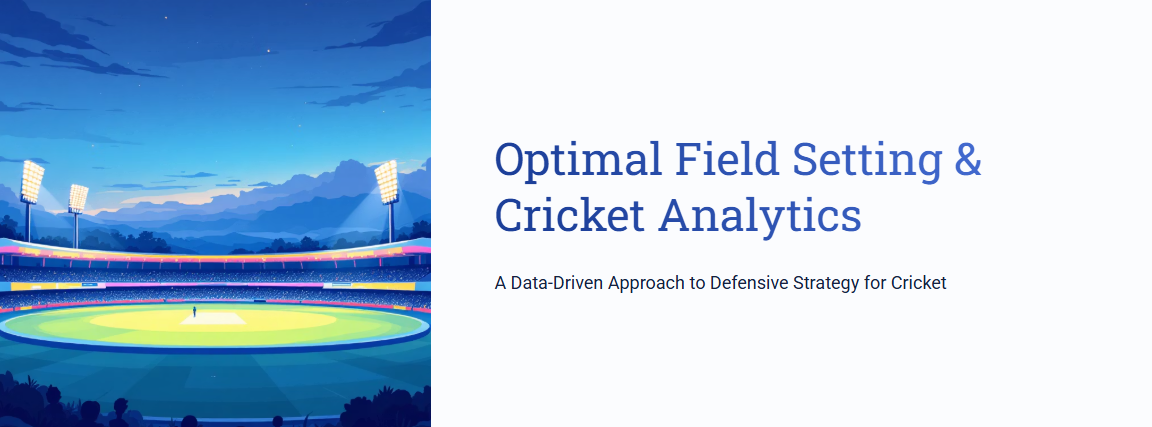 Optimal Field Setting &
Cricket Analytics
A Data-Driven Approach to Defensive Strategy for Cricket